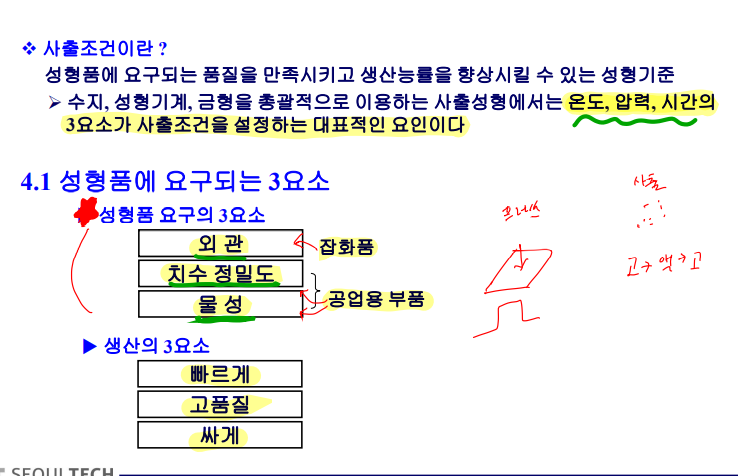 ❖ 사출조건이란 ?
성형품에 요구되는 품질을 만족시키고 생산능률을 향상시킬 수 있는 성형기준
➢ 수지, 성형기계, 금형을 총괄적으로 이용하는 사출성형에서는 온도, 압력, 시간의
3요소가 사출조건을 설정하는 대표적인 요인이다
4.1 성형품에 요구되는 3요소
성형품 요구의 3요소
외 관
잡화품
치수 정밀도
물 성
공업용 부품
▶ 생산의 3요소
빠르게
고품질
싸게
프레스
사출
고→액→고
SEOULTECH